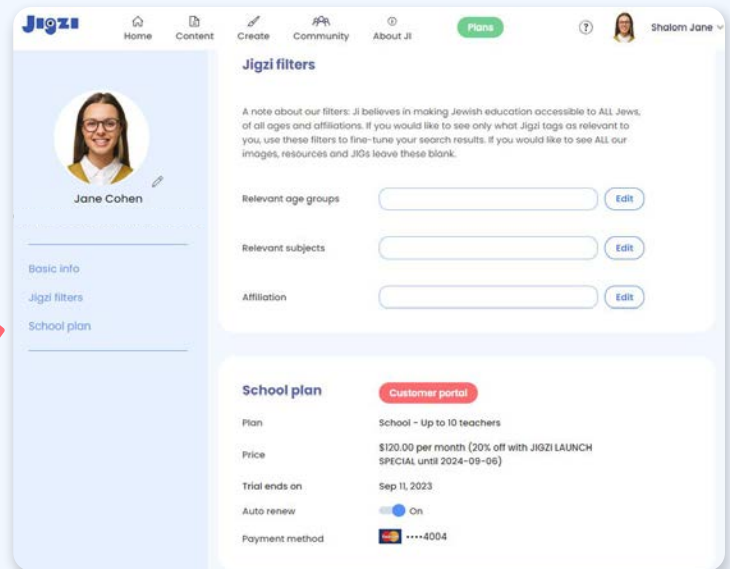 JIGZI
Home
Content
Create
Community
About JI
Plans
?
Shalom Jane
Jane Cohen
Basic info
Jigzi filters
School plan
Jigzi filters
A note about our filters: Ji believes in making Jewish education accessible to ALL Jews,
of all ages and affiliations. If you would like to see only what Jigzi tags as relevant to
you, use these filters to fine-tune your search results. If you would like to see ALL our
images, resources and JIGs leave these blank.
Relevant age groups
Edit
Relevant subjects
Edit
Affiliation
Edit
School plan
Customer portal
Plan
School - Up to 10 teachers
Price
$120.00 per month (20% off with JIGZI LAUNCH
SPECIAL until 2024-09-06)
Trial ends on
Sep 11, 2023
Auto renew
On
Payment method
••••4004